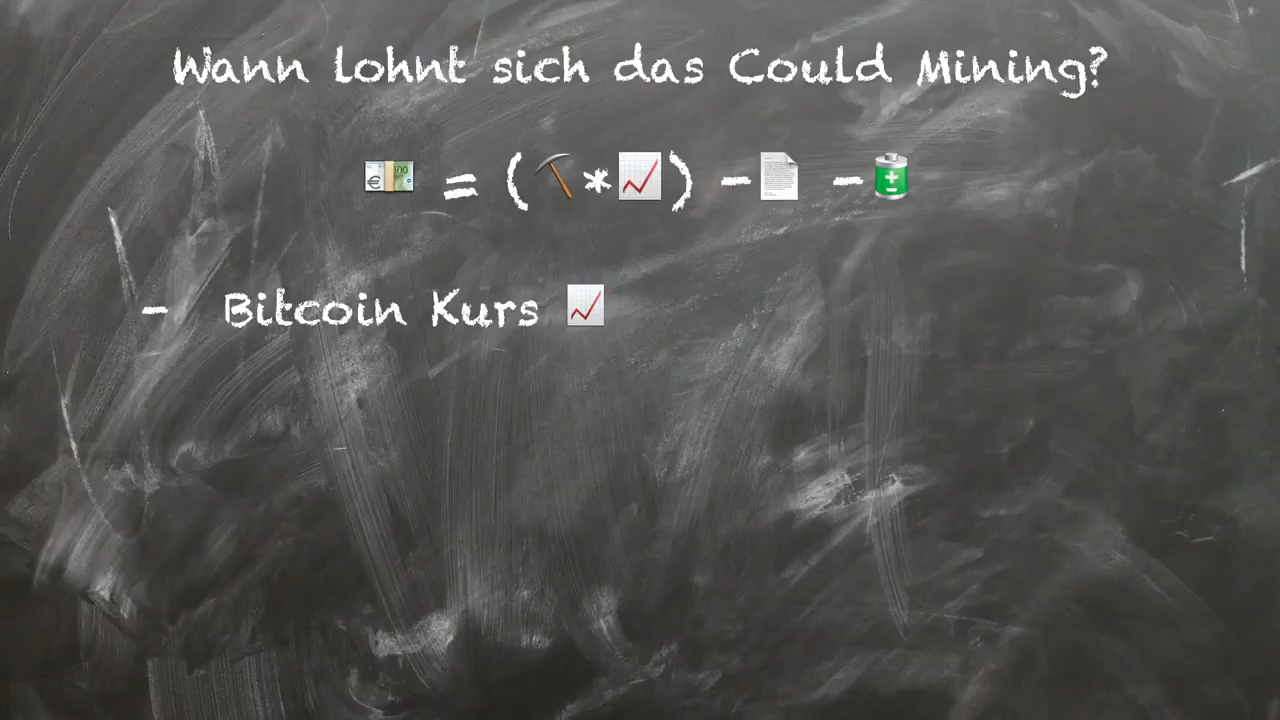 Wann lohnt sich das Could Mining?
💶 = (⛏*📈) -📄 -🔋
- Bitcoin Kurs 📈